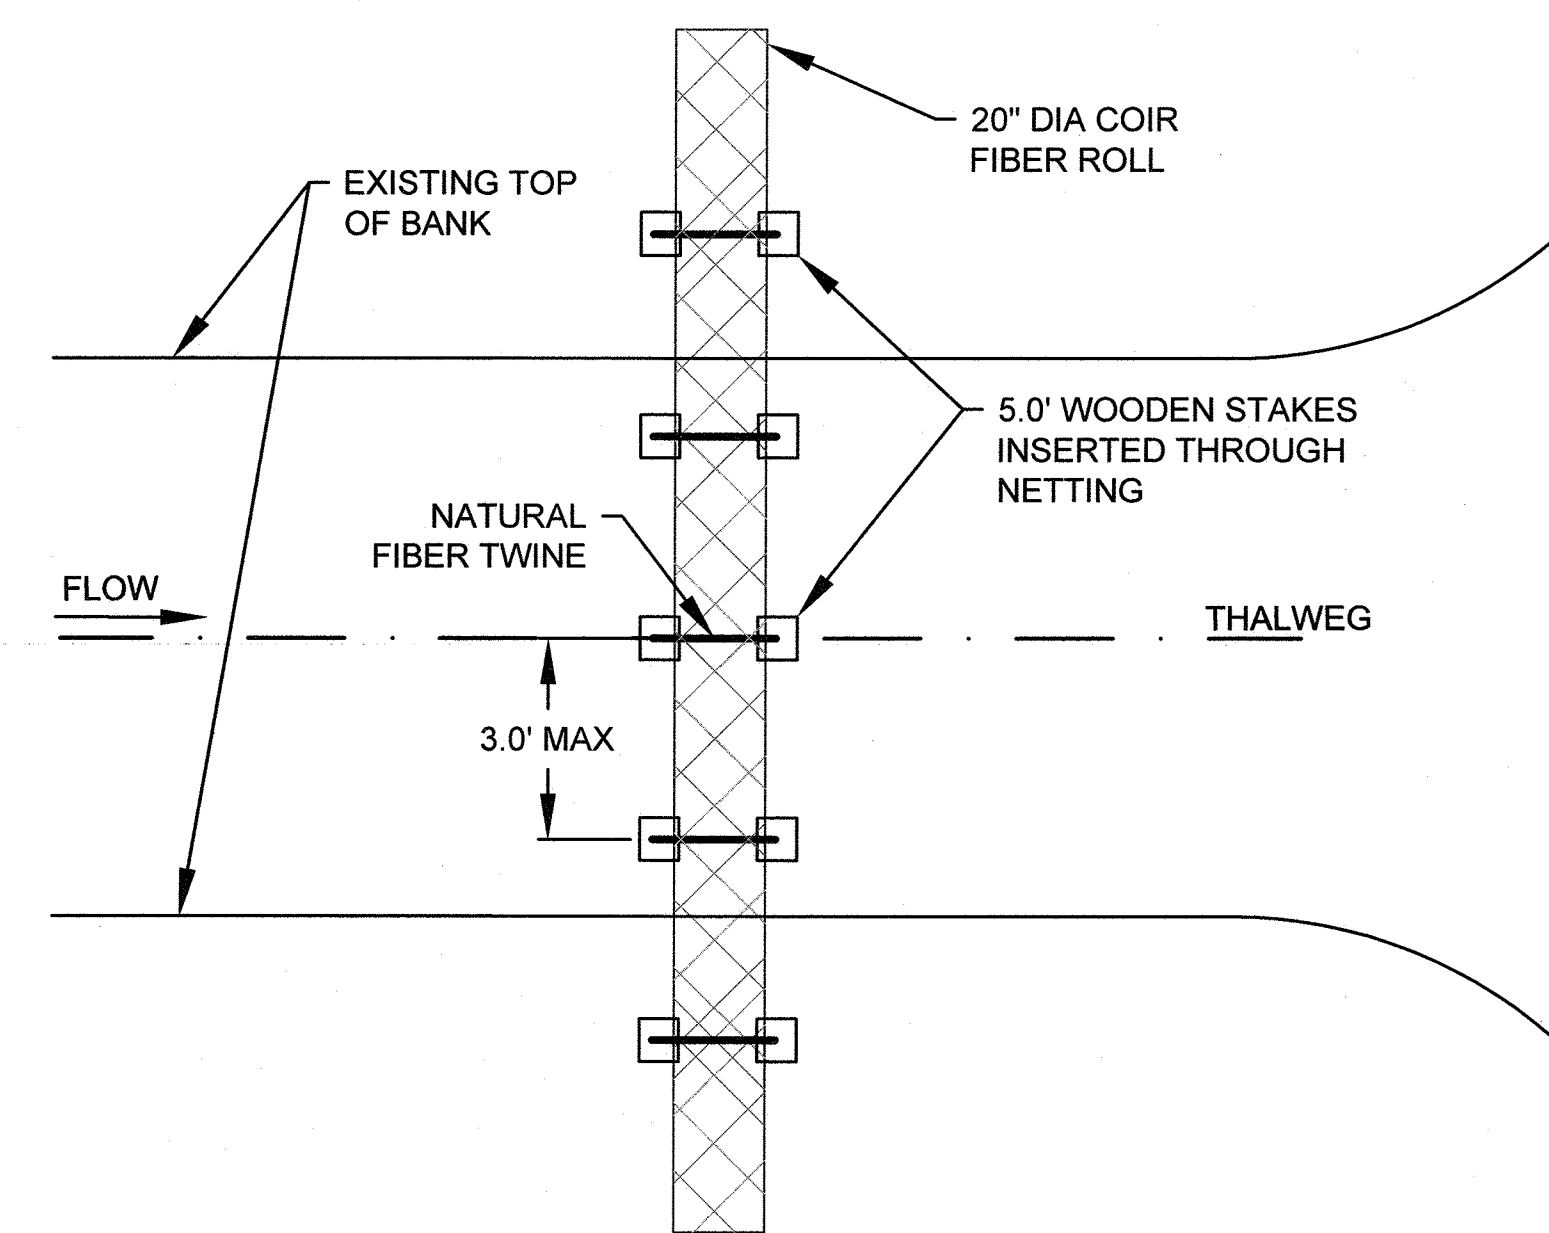 20" DIA COIR
FIBER ROLL
EXISTING TOP
OF BANK
5.0' WOODEN STAKES
INSERTED THROUGH
NETTING
NATURAL
FIBER TWINE
FLOW
THALWEG
3.0' MAX